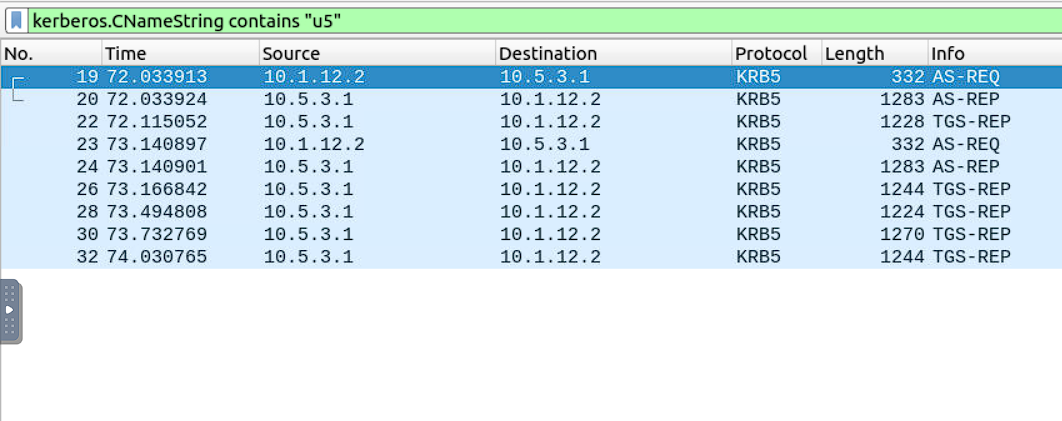 kerberos.CNameString contains "u5"
No. Time Source Destination Protocol Length Info
19 72.033913 10.1.12.2 10.5.3.1 KRB5 332 AS-REQ
20 72.033924 10.5.3.1 10.1.12.2 KRB5 1283 AS-REP
22 72.115052 10.5.3.1 10.1.12.2 KRB5 1228 TGS-REP
23 73.140897 10.1.12.2 10.5.3.1 KRB5 332 AS-REQ
24 73.140901 10.5.3.1 10.1.12.2 KRB5 1283 AS-REP
26 73.166842 10.5.3.1 10.1.12.2 KRB5 1244 TGS-REP
28 73.494808 10.5.3.1 10.1.12.2 KRB5 1224 TGS-REP
30 73.732769 10.5.3.1 10.1.12.2 KRB5 1270 TGS-REP
32 74.030765 10.5.3.1 10.1.12.2 KRB5 1244 TGS-REP